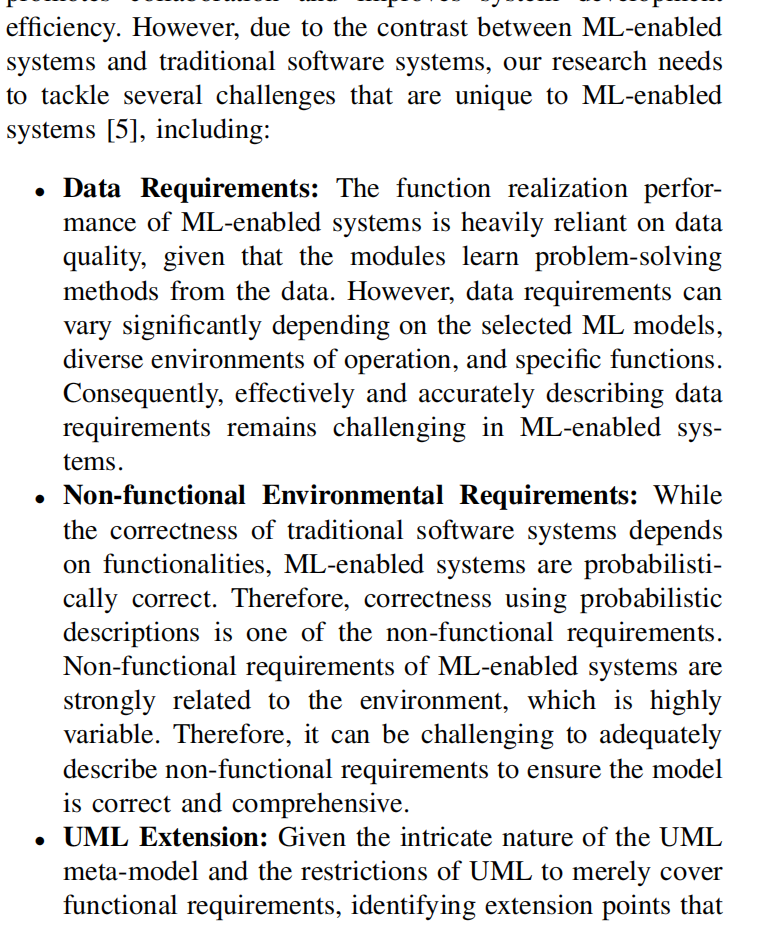 efficiency. However, due to the contrast between ML-enabled
systems and traditional software systems, our research needs
to tackle several challenges that are unique to ML-enabled
systems [5], including:
• Data Requirements: The function realization perfor-
mance of ML-enabled systems is heavily reliant on data
quality, given that the modules learn problem-solving
methods from the data. However, data requirements can
vary significantly depending on the selected ML models,
diverse environments of operation, and specific functions.
Consequently, effectively and accurately describing data
requirements remains challenging in ML-enabled sys-
tems.
• Non-functional Environmental Requirements: While
the correctness of traditional software systems depends
on functionalities, ML-enabled systems are probabilisti-
cally correct. Therefore, correctness using probabilistic
descriptions is one of the non-functional requirements.
Non-functional requirements of ML-enabled systems are
strongly related to the environment, which is highly
variable. Therefore, it can be challenging to adequately
describe non-functional requirements to ensure the model
is correct and comprehensive.
• UML Extension: Given the intricate nature of the UML
meta-model and the restrictions of UML to merely cover
functional requirements, identifying extension points that